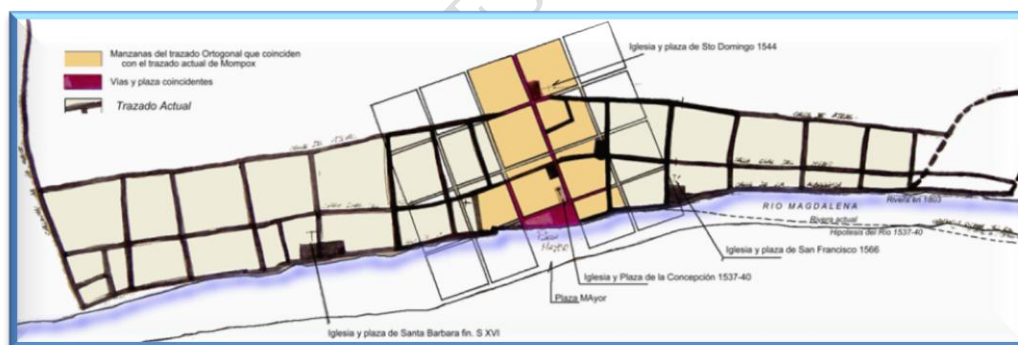 Manzanas del trazado Ortogonal que coinciden
con el trazado actual de Mompox
Vías y plaza coincidentes
Trazado Actual
Iglesia y plaza de Sto Domingo 1544
RIO MAGDALENA
Rivera en 1803
Rivera actual
Hipotesis del Rio 1537-40
Iglesia y plaza de San Francisco 1566
Iglesia y Plaza de la Concepción 1537-40
Plaza MAyor
Iglesia y plaza de Santa Barbara fin. S XVI